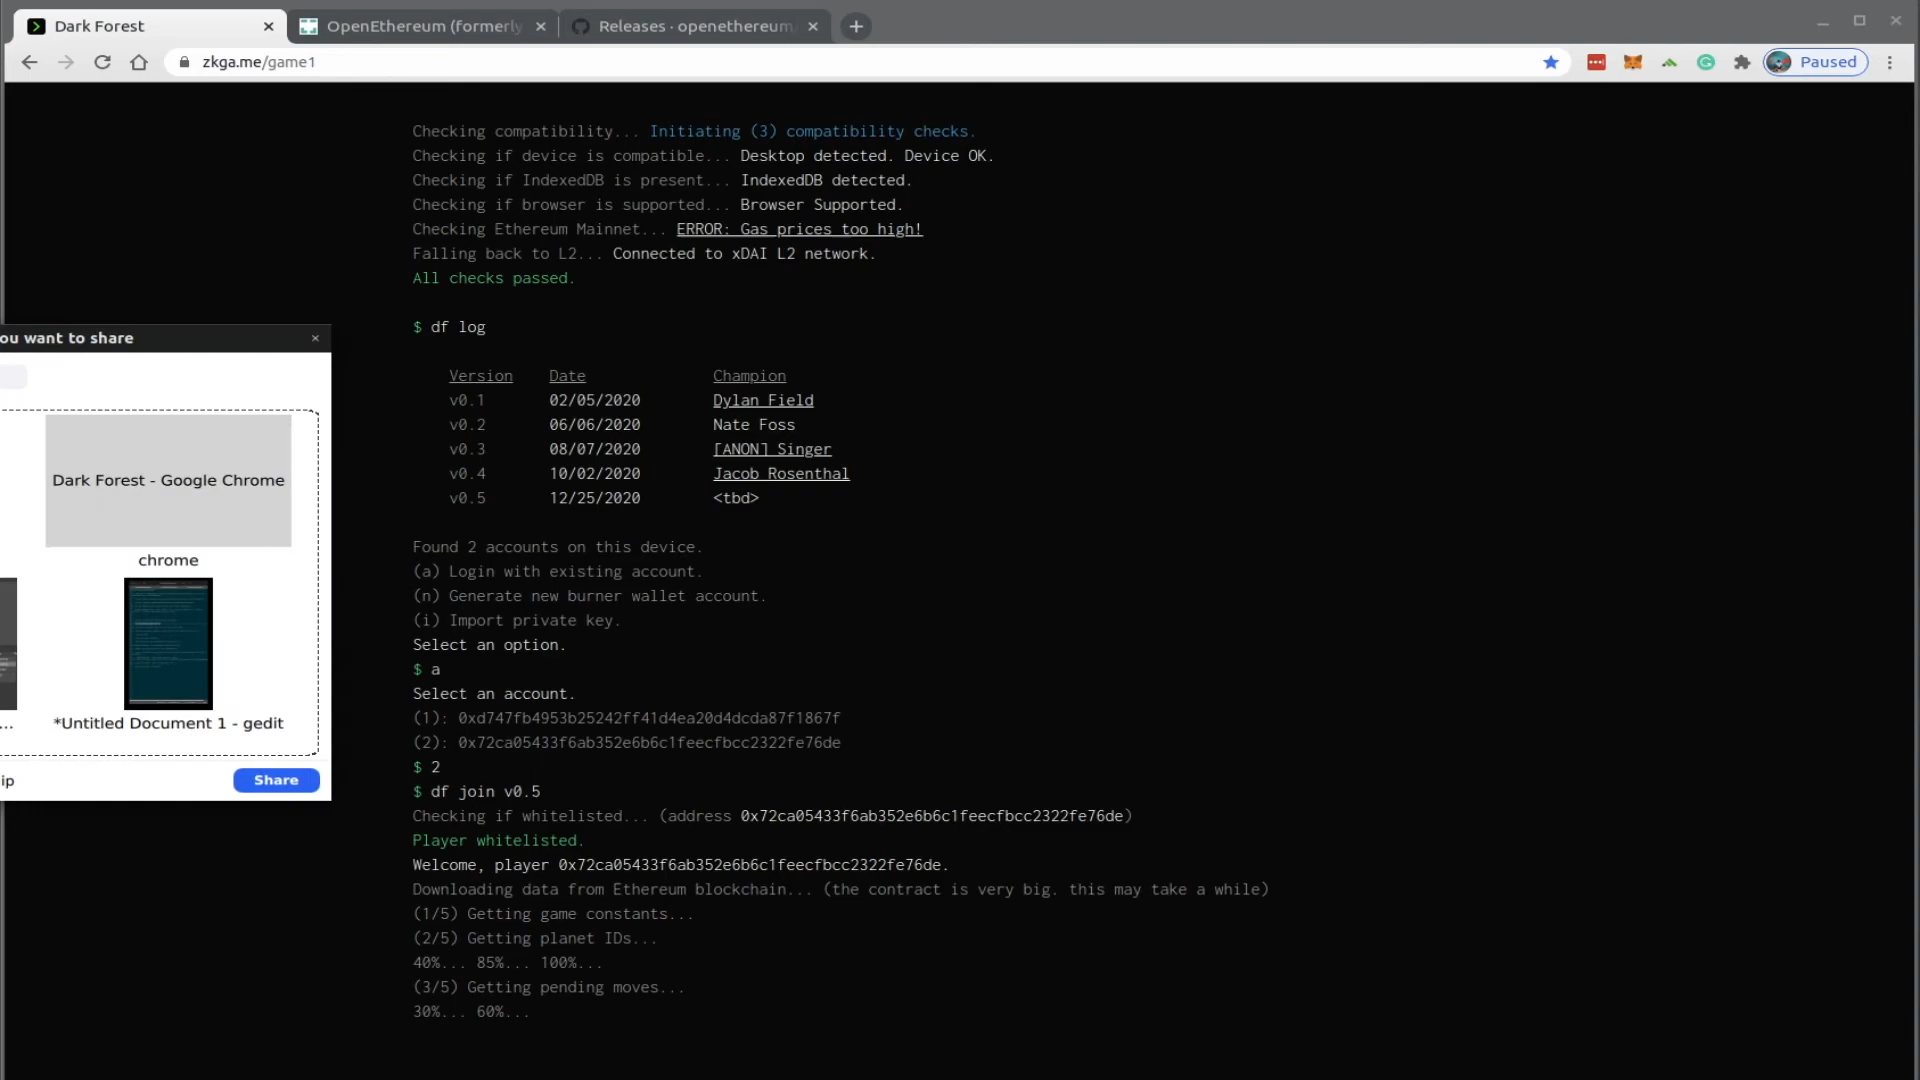 Dark Forest
OpenEthereum (formerly
Releases · openethereum
zkga.me/game1
Paused
Checking compatibility... Initiating (3) compatibility checks.
Checking if device is compatible... Desktop detected. Device OK.
Checking if IndexedDB is present... IndexedDB detected.
Checking if browser is supported... Browser Supported.
Checking Ethereum Mainnet... ERROR: Gas prices too high!
Falling back to L2... Connected to xDAI L2 network.
All checks passed.
$ df log
Version Date Champion
v0.1 02/05/2020 Dylan Field
v0.2 06/06/2020 Nate Foss
v0.3 08/07/2020 [ANON] Singer
v0.4 10/02/2020 Jacob Rosenthal
v0.5 12/25/2020 <tbd>
Found 2 accounts on this device.
(a) Login with existing account.
(n) Generate new burner wallet account.
(i) Import private key.
Select an option.
$ a
Select an account.
(1): 0xd747fb4953b25242ff41d4ea20d4dcda87f1867f
(2): 0x72ca05433f6ab352e6b6c1feecfbcc2322fe76de
$ 2
$ df join v0.5
Checking if whitelisted... (address 0x72ca05433f6ab352e6b6c1feecfbcc2322fe76de)
Player whitelisted.
Welcome, player 0x72ca05433f6ab352e6b6c1feecfbcc2322fe76de.
Downloading data from Ethereum blockchain... (the contract is very big. this may take a while)
(1/5) Getting game constants...
(2/5) Getting planet IDs...
40%... 85%... 100%...
(3/5) Getting pending moves...
30%... 60%...
ou want to share
Dark Forest - Google Chrome
chrome
... *Untitled Document 1 - gedit
ip
Share